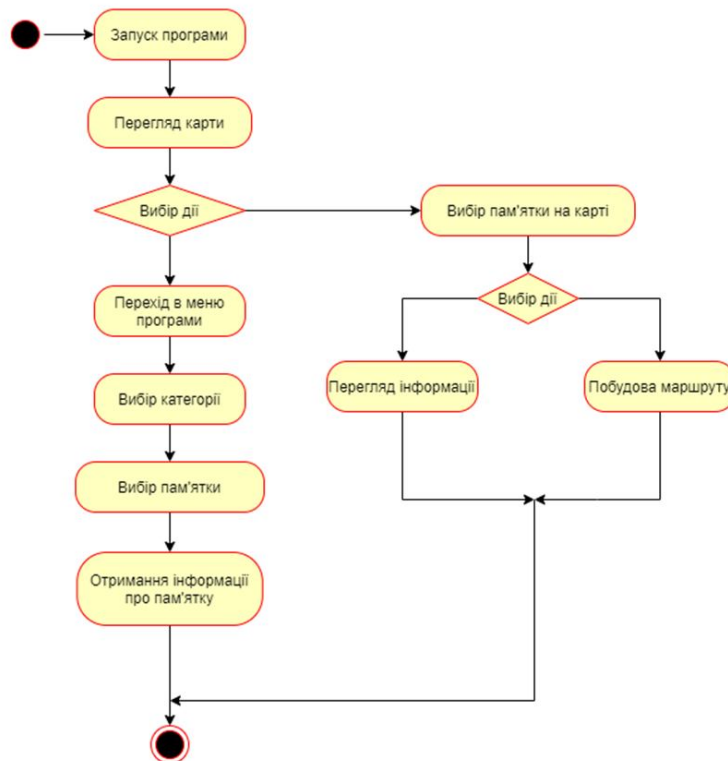 Запуск програми
Перегляд карти
Вибір дії
Вибір пам'ятки на карті
Вибір дії
Перехід в меню
програми
Перегляд інформації
Побудова маршруту
Вибір категорії
Вибір пам'ятки
Отримання інформації
про пам'ятку